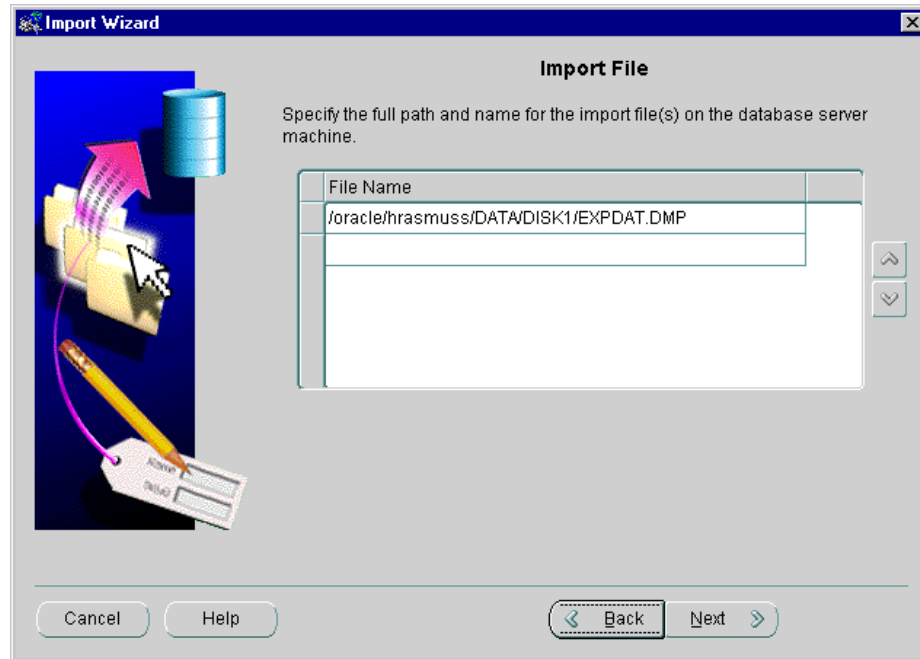 Import Wizard
Import File
Specify the full path and name for the import file(s) on the database server
machine.
File Name
/oracle/hrasmuss/DATA/DISK1/EXPDAT.DMP
Name
Cancel
Help
Back
Next